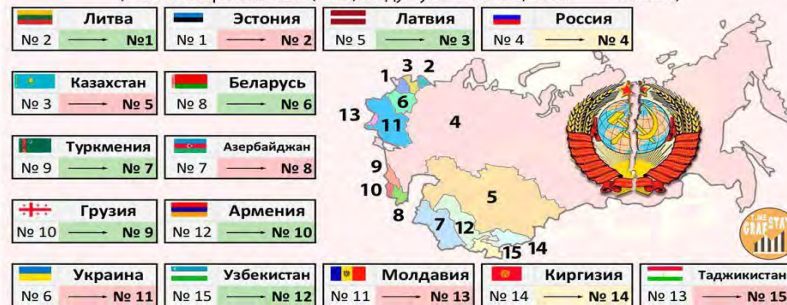 Литва
№ 2 → №1
Эстония
№ 1 → № 2
Латвия
№ 5 → № 3
Россия
№ 4 → № 4
Казахстан
№ 3 → № 5
Беларусь
№ 8 → № 6
Туркмения
№ 9 → № 7
Азербайджан
№ 7 → № 8
Грузия
№ 10 → № 9
Армения
№ 12 → № 10
Украина
№ 6 → № 11
Узбекистан
№ 15 → № 12
Молдавия
№ 11 → № 13
Киргизия
№ 14 → № 14
Таджикистан
№ 13 → № 15
3 2
1
6
13
11
4
9
10
8
5
7
12
14
15
TIME
GRAFSTAT